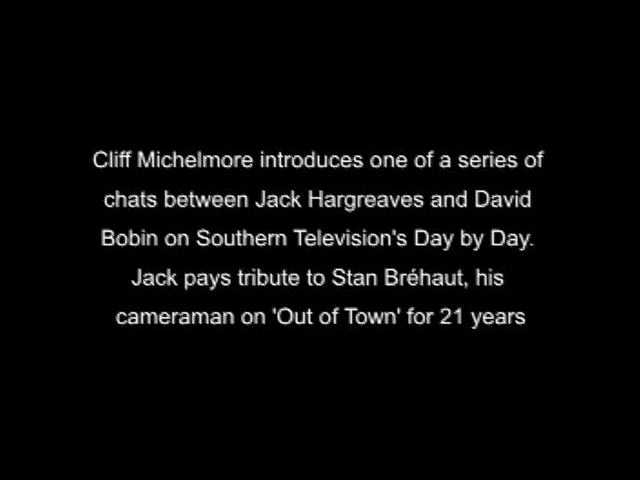 Cliff Michelmore introduces one of a series of
chats between Jack Hargreaves and David
Bobin on Southern Television's Day by Day.
Jack pays tribute to Stan Bréhaut, his
cameraman on 'Out of Town' for 21 years